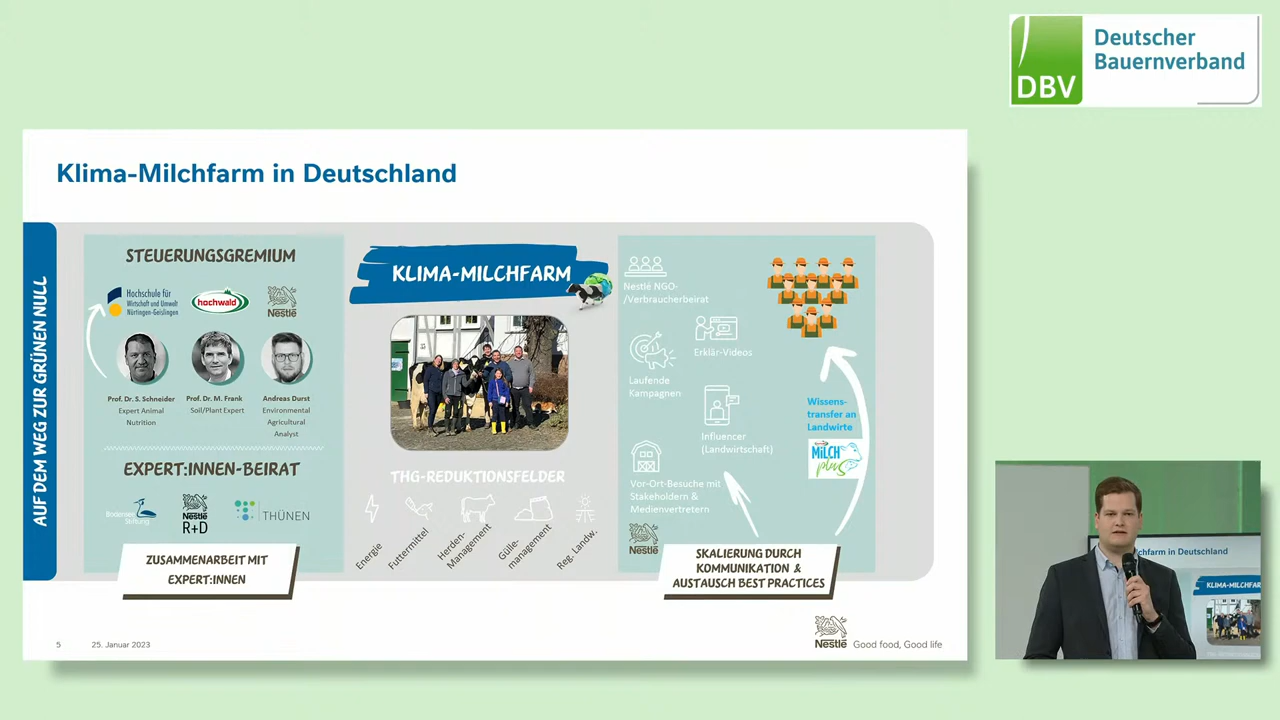 Deutscher
Bauernverband
DBV
Klima-Milchfarm in Deutschland
AUF DEM WEG ZUR GRÜNEN NULL
STEUERUNGSGREMIUM
Hochschule für
Wirtschaft und Umwelt
Nürtingen-Geislingen
hochwald
Nestlé
Prof. Dr. S. Schneider
Expert Animal
Nutrition
Prof. Dr. M. Frank
Soil/Plant Expert
Andreas Durst
Environmental
Agricultural
Analyst
EXPERT:INNEN-BEIRAT
Bodensee-
Stiftung
Nestlé
R+D
THÜNEN
ZUSAMMENARBEIT MIT
EXPERT:INNEN
KLIMA-MILCHFARM
THG-REDUKTIONSFELDER
Energie
Futtermittel
Herden-
Management
Gülle-
management
Reg. Landw.
Nestlé NGO-
/Verbraucherbeirat
Erklär-Videos
Laufende
Kampagnen
Influencer
(Landwirtschaft)
Vor-Ort-Besuche mit
Stakeholdern &
Medienvertretern
Nestlé
Wissens-
transfer an
Landwirte
MiLCH
plus
SKALIERUNG DURCH
KOMMUNIKATION &
AUSTAUSCH BEST PRACTICES
5
25. Januar 2023
Nestlé
Good food, Good life
chfarm in Deutschland
KLIMA-MILCHFAR